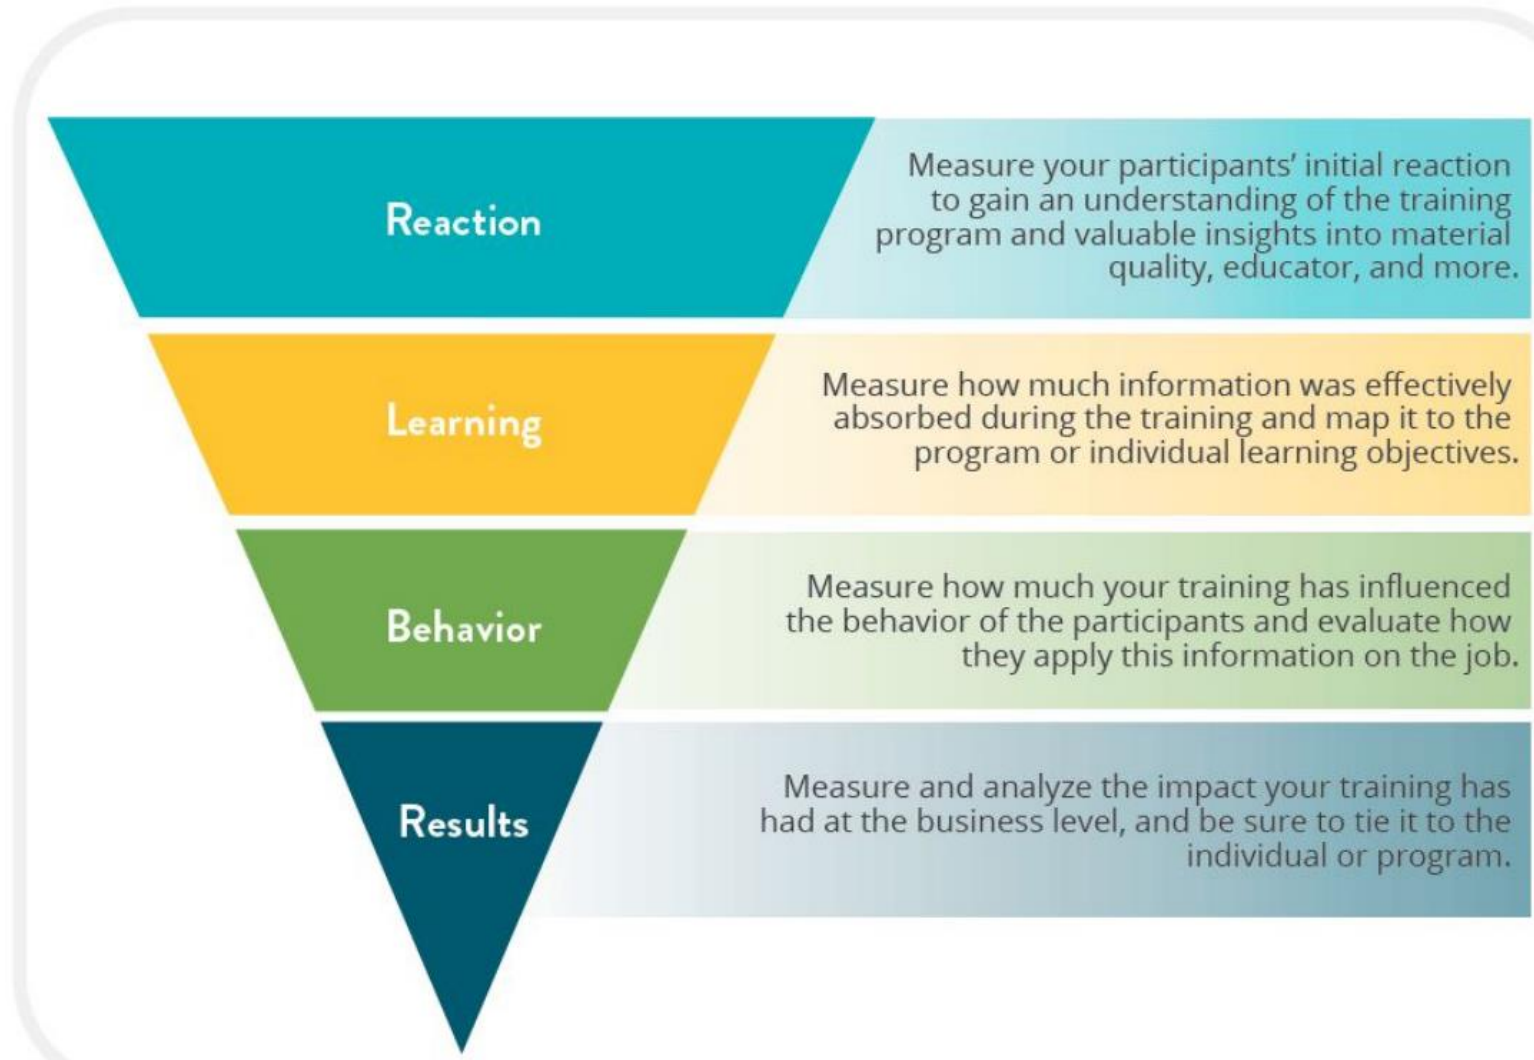 Reaction
Measure your participants’ initial reaction
to gain an understanding of the training
program and valuable insights into material
quality, educator, and more.
Learning
Measure how much information was effectively
absorbed during the training and map it to the
program or individual learning objectives.
Behavior
Measure how much your training has influenced
the behavior of the participants and evaluate how
they apply this information on the job.
Results
Measure and analyze the impact your training has
had at the business level, and be sure to tie it to the
individual or program.